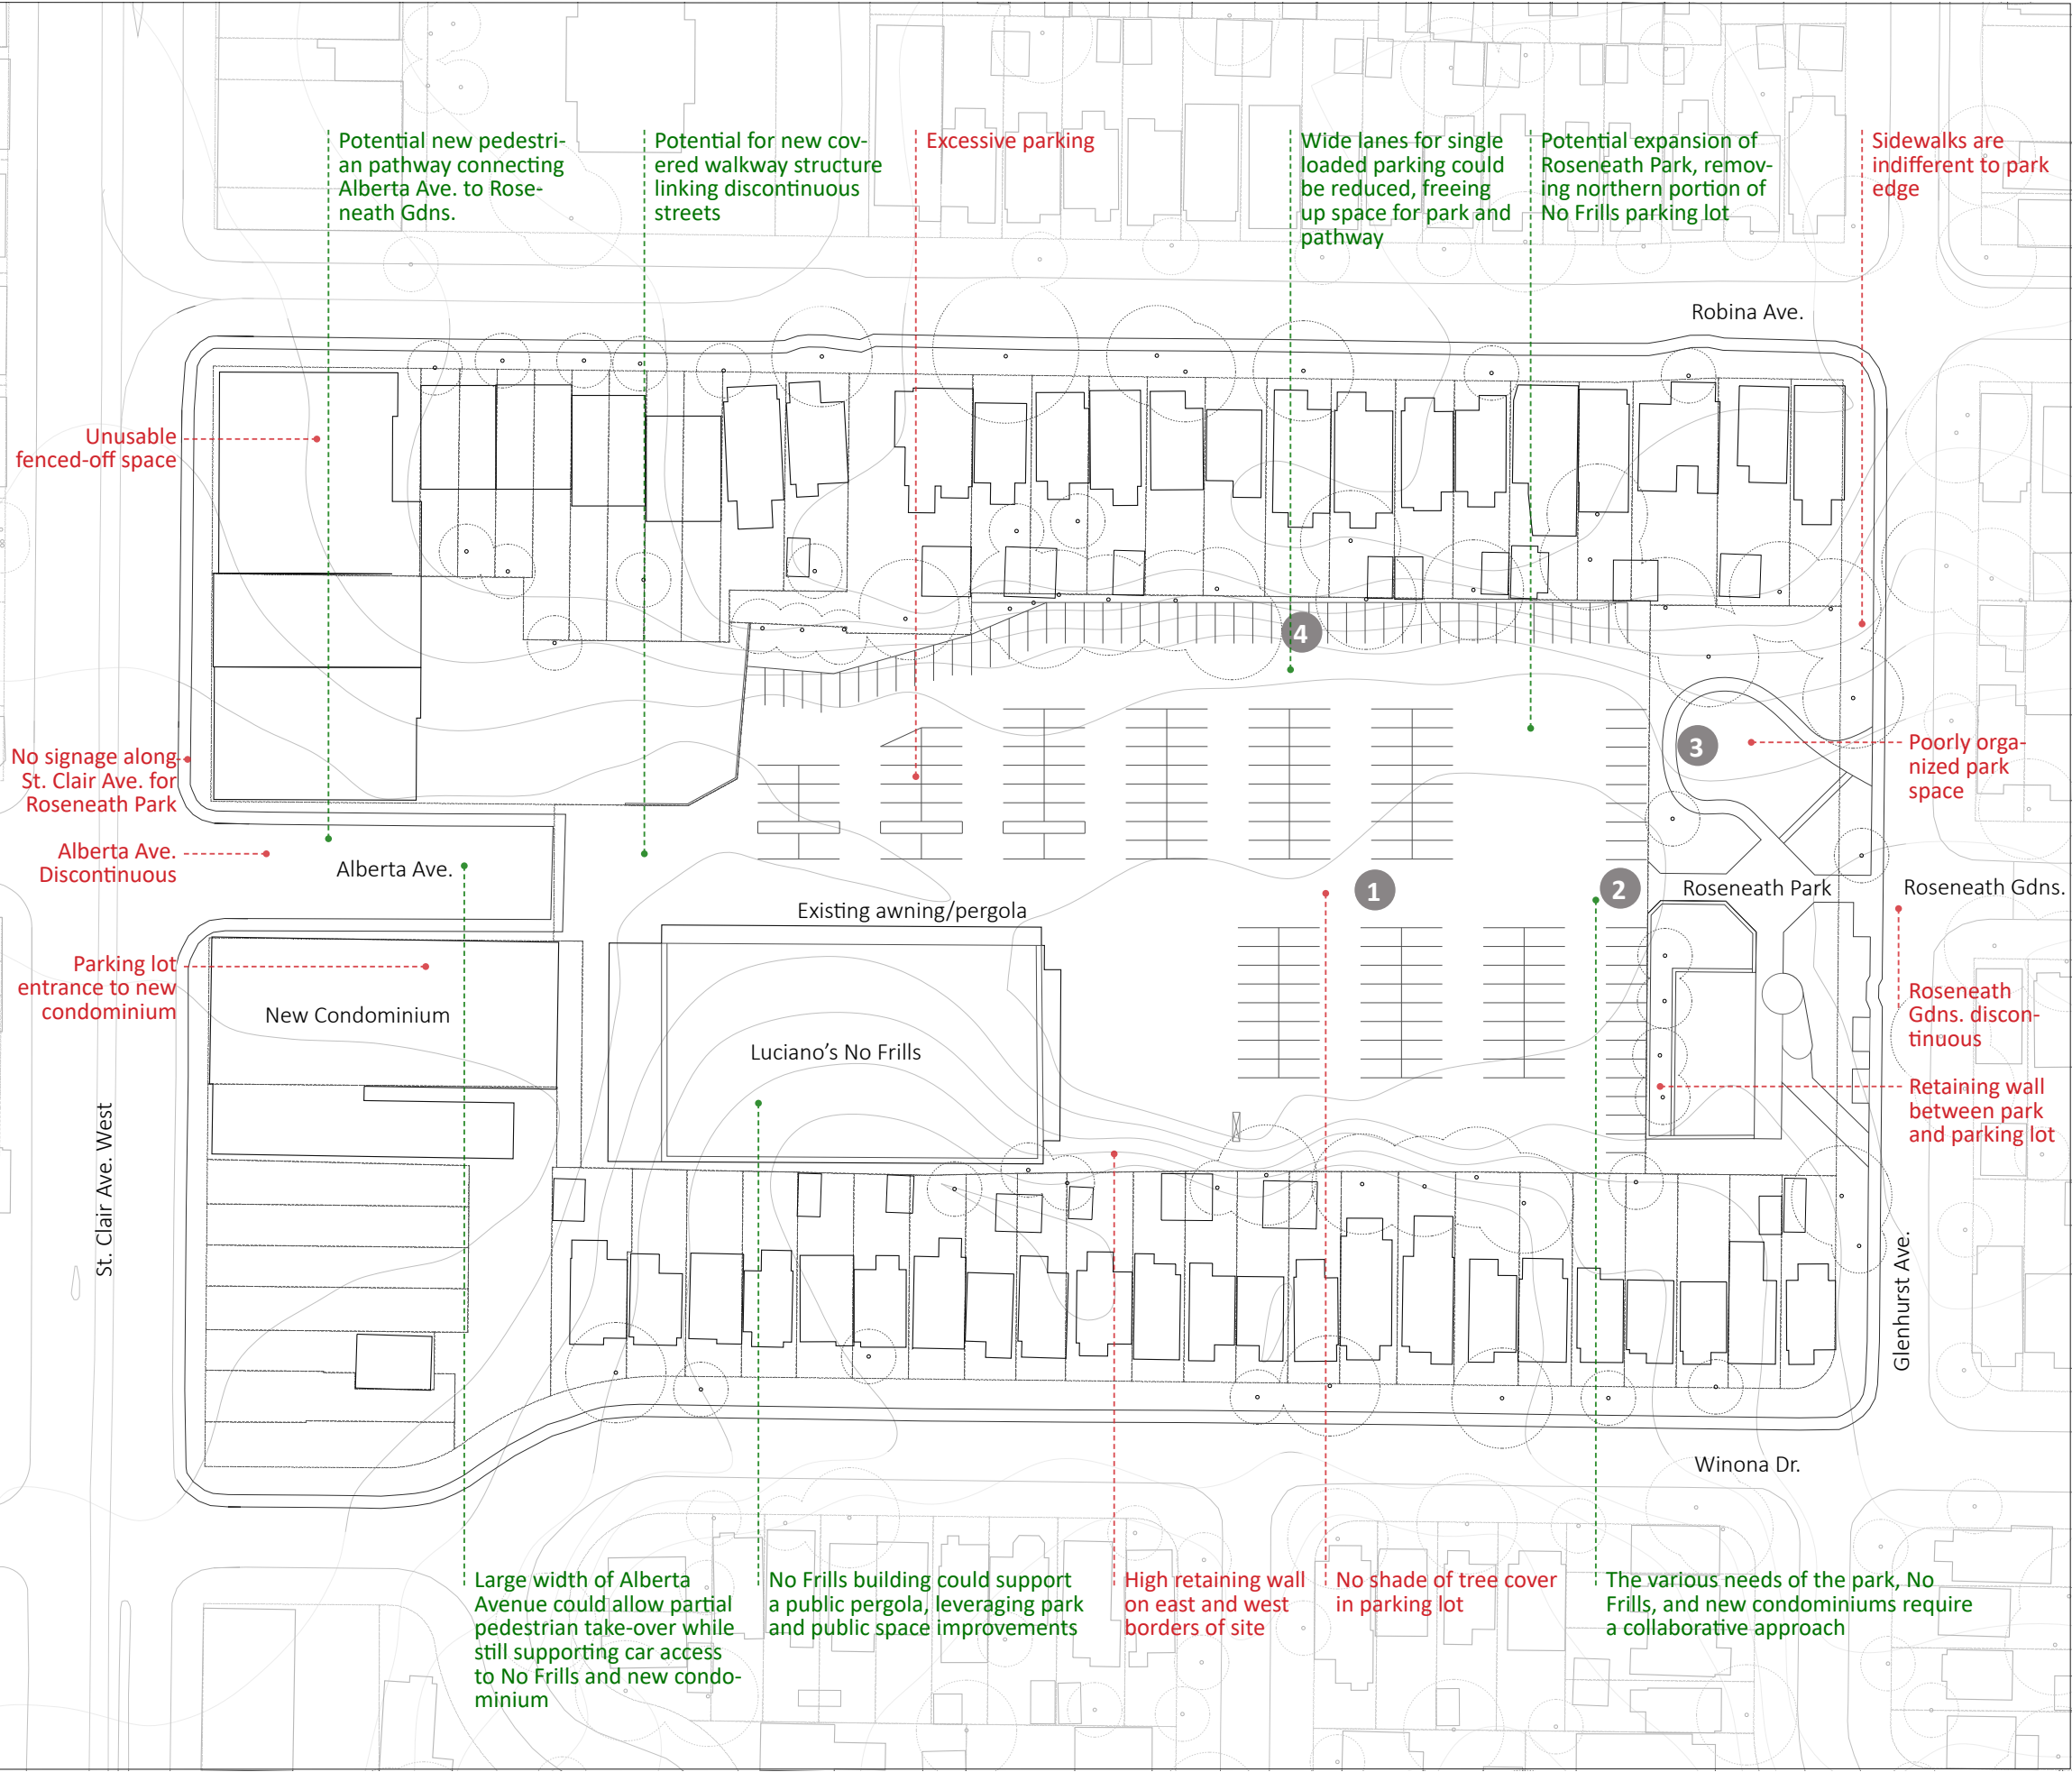 Potential new pedestri-
an pathway connecting
Alberta Ave. to Rose-
neath Gdns.
Potential for new cov-
ered walkway structure
linking discontinuous
streets
Excessive parking
Wide lanes for single
loaded parking could
be reduced, freeing
up space for park and
pathway
Potential expansion of
Roseneath Park, remov-
ing northern portion of
No Frills parking lot
Sidewalks are
indifferent to park
edge
Robina Ave.
Unusable
fenced-off space
4
No signage along
St. Clair Ave. for
Roseneath Park
3
Poorly orga-
nized park
space
Alberta Ave.
Discontinuous
Alberta Ave.
1
2
Roseneath Park
Roseneath Gdns.
Existing awning/pergola
Parking lot
entrance to new
condominium
New Condominium
Luciano's No Frills
Roseneath
Gdns. discon-
tinuous
Retaining wall
between park
and parking lot
St. Clair Ave. West
Glenhurst Ave.
Winona Dr.
Large width of Alberta
Avenue could allow partial
pedestrian take-over while
still supporting car access
to No Frills and new condo-
minium
No Frills building could support
a public pergola, leveraging park
and public space improvements
High retaining wall
on east and west
borders of site
No shade of tree cover
in parking lot
The various needs of the park, No
Frills, and new condominiums require
a collaborative approach